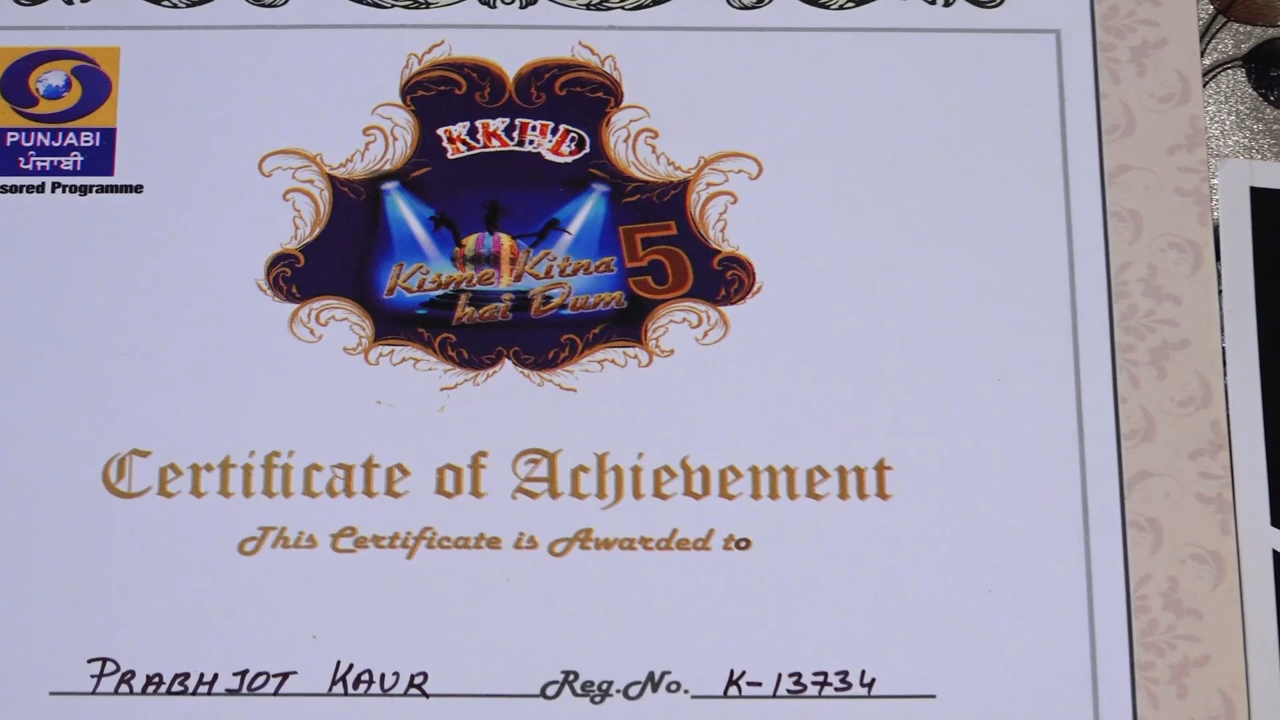 PUNJABI
ਪੰਜਾਬੀ
sored Programme
KKHD
Kisme Kitna
hai Dum
5
Certificate of Achievement
This Certificate is Awarded to
PRABHJOT KAUR Reg.No. K-13734